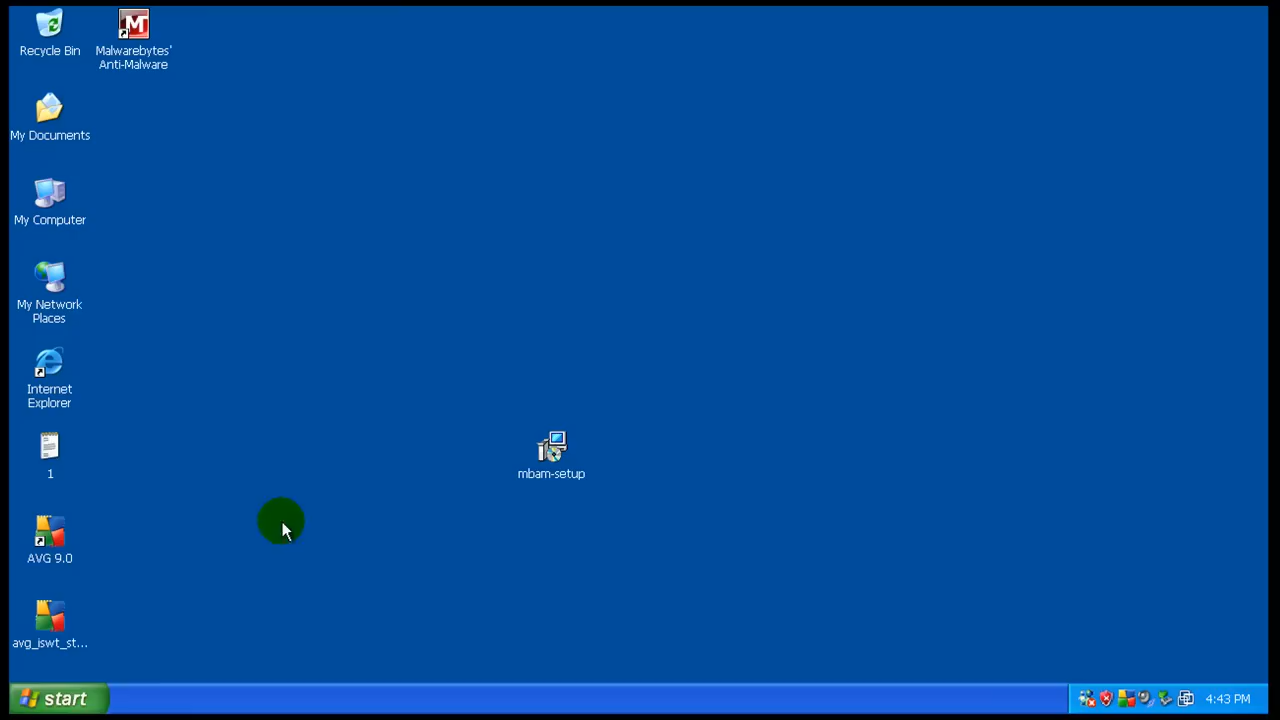 Recycle Bin
Malwarebytes'
Anti-Malware
My Documents
My Computer
My Network
Places
Internet
Explorer
1
mbam-setup
AVG 9.0
avg_jswt_st...
start
4:43 PM